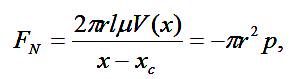 F_N = \frac{2\pi r l \mu V(x)}{x - x_c} = -\pi r^2 p,